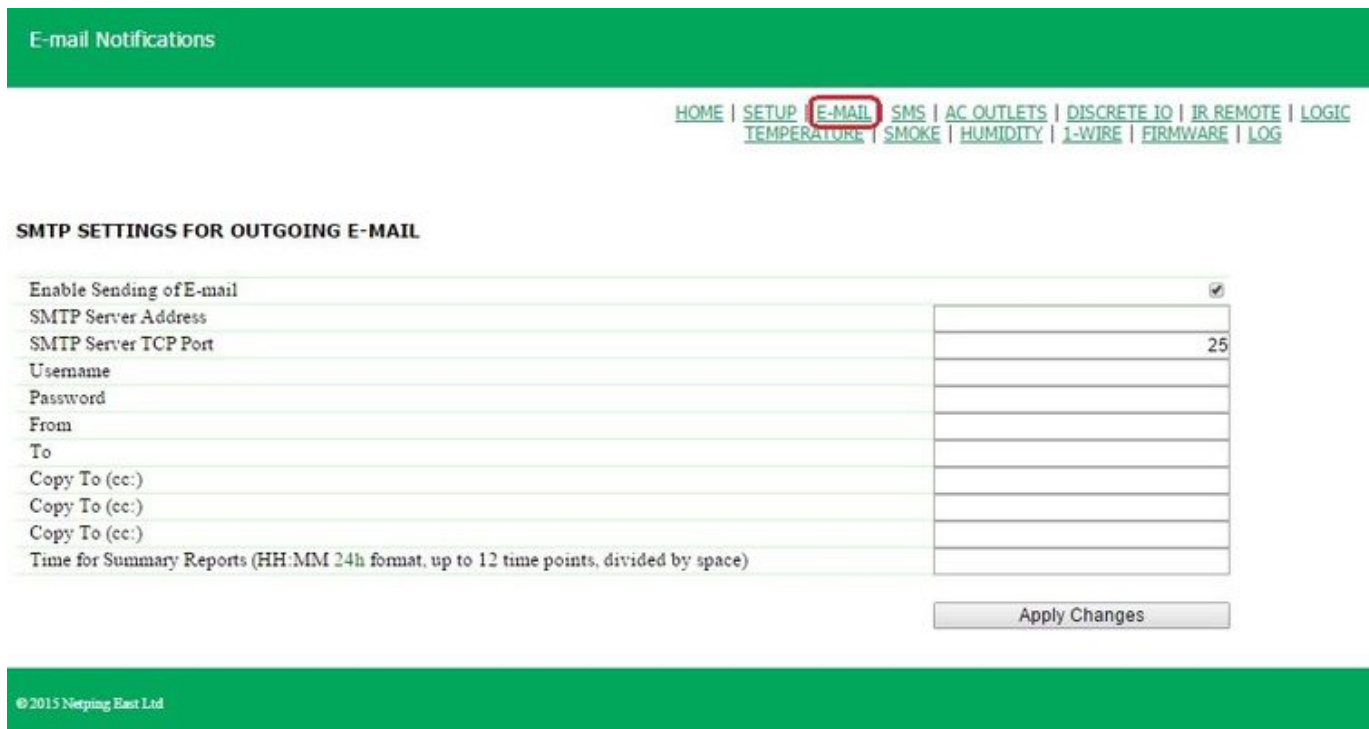 E-mail Notifications
HOME | SETUP | E-MAIL | SMS | AC OUTLETS | DISCRETE IO | IR REMOTE | LOGIC
TEMPERATURE | SMOKE | HUMIDITY | 1-WIRE | FIRMWARE | LOG
SMTP SETTINGS FOR OUTGOING E-MAIL
Enable Sending of E-mail
SMTP Server Address
SMTP Server TCP Port 25
Username
Password
From
To
Copy To (cc:)
Copy To (cc:)
Copy To (cc:)
Time for Summary Reports (HH:MM 24h format, up to 12 time points, divided by space)
Apply Changes
© 2015 Netping East Ltd